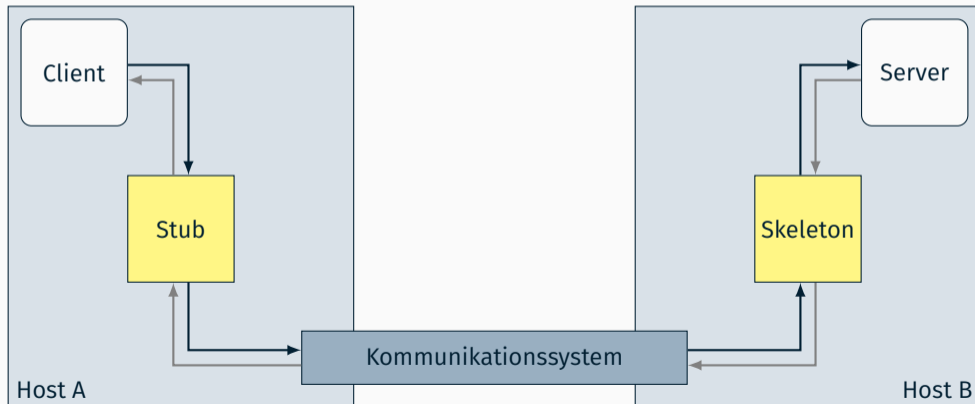 Client
Server
Stub
Skeleton
Kommunikationssystem
Host A
Host B